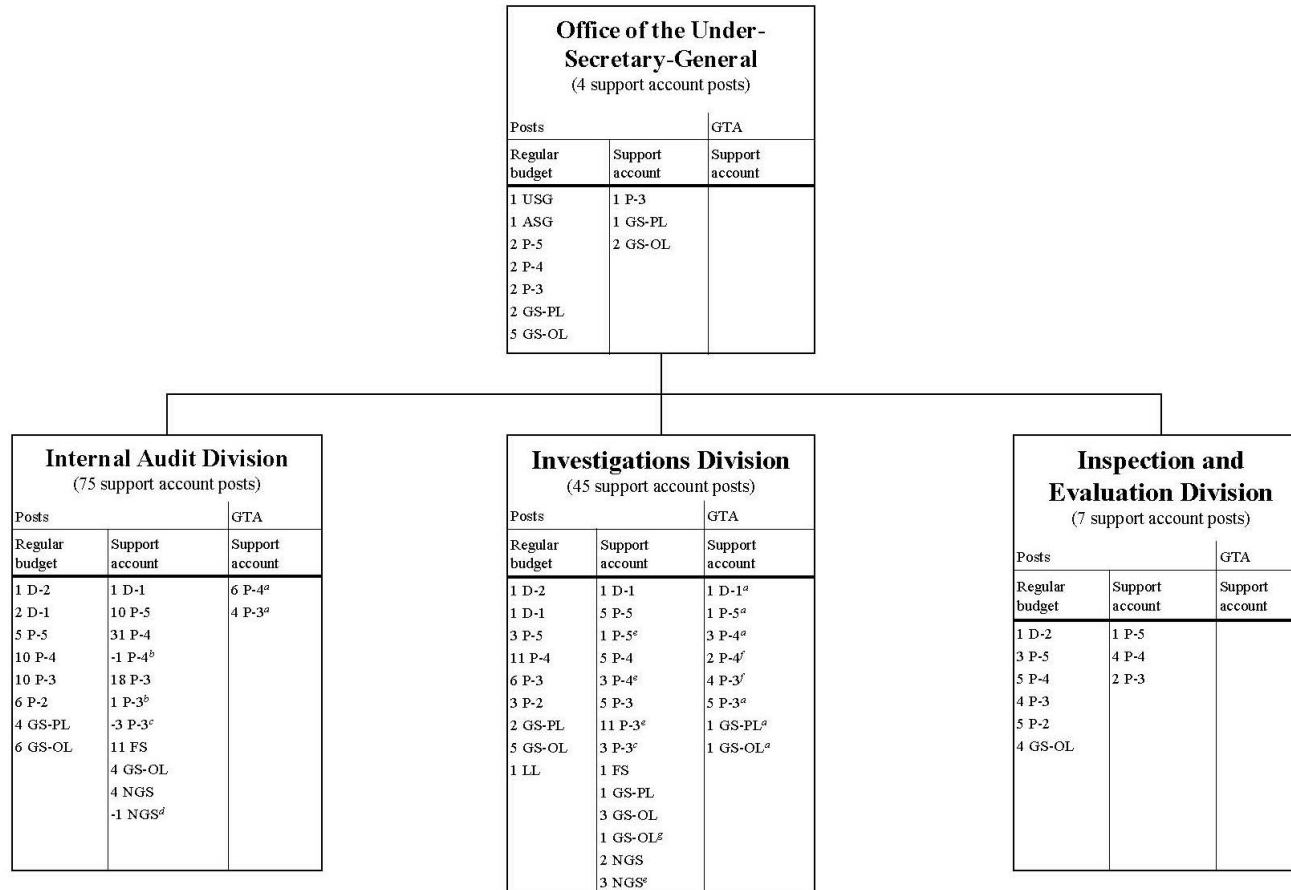 Office of the Under-
Secretary-General
(4 support account posts)
Posts GTA
Regular Support Support
budget account account
1 USG 1 P-3
1 ASG 1 GS-PL
2 P-5 2 GS-OL
2 P-4
2 P-3
2 GS-PL
5 GS-OL
Internal Audit Division
(75 support account posts)
Posts GTA
Regular Support Support
budget account account
1 D-2 1 D-1 6 P-4ᵃ
2 D-1 10 P-5 4 P-3ᵃ
5 P-5 31 P-4
10 P-4 -1 P-4ᵇ
10 P-3 18 P-3
6 P-2 1 P-3ᵇ
4 GS-PL -3 P-3ᶜ
6 GS-OL 11 FS
4 GS-OL
4 NGS
-1 NGSᵈ
Investigations Division
(45 support account posts)
Posts GTA
Regular Support Support
budget account account
1 D-2 1 D-1 1 D-1ᵃ
1 D-1 5 P-5 1 P-5ᵃ
3 P-5 1 P-5ᵉ 3 P-4ᵃ
11 P-4 5 P-4 2 P-4ᶠ
6 P-3 3 P-4ᵉ 4 P-3ᶠ
3 P-2 5 P-3 5 P-3ᵃ
2 GS-PL 11 P-3ᵉ 1 GS-PLᵃ
5 GS-OL 3 P-3ᶜ 1 GS-OLᵃ
1 LL 1 FS
1 GS-PL
3 GS-OL
1 GS-OLᵍ
2 NGS
3 NGSᵉ
Inspection and
Evaluation Division
(7 support account posts)
Posts GTA
Regular Support Support
budget account account
1 D-2 1 P-5
3 P-5 4 P-4
5 P-4 2 P-3
4 P-3
5 P-2
4 GS-OL